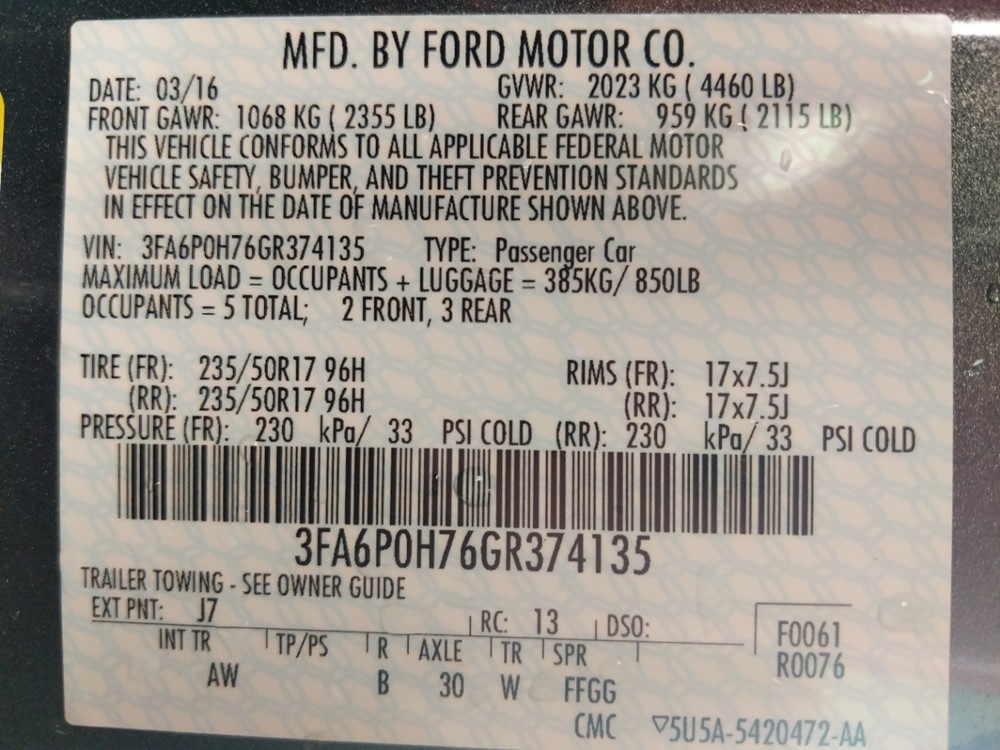 MFD. BY FORD MOTOR CO.
DATE: 03/16 GVWR: 2023 KG ( 4460 LB)
FRONT GAWR: 1068 KG ( 2355 LB) REAR GAWR: 959 KG ( 2115 LB)
THIS VEHICLE CONFORMS TO ALL APPLICABLE FEDERAL MOTOR
VEHICLE SAFETY, BUMPER, AND THEFT PREVENTION STANDARDS
IN EFFECT ON THE DATE OF MANUFACTURE SHOWN ABOVE.
VIN: 3FA6P0H76GR374135 TYPE: Passenger Car
MAXIMUM LOAD = OCCUPANTS + LUGGAGE = 385KG/ 850LB
OCCUPANTS = 5 TOTAL; 2 FRONT, 3 REAR
TIRE (FR): 235/50R17 96H RIMS (FR): 17x7.5J
(RR): 235/50R17 96H (RR): 17x7.5J
PRESSURE (FR): 230 kPa/ 33 PSI COLD (RR): 230 kPa/ 33 PSI COLD
3FA6P0H76GR374135
TRAILER TOWING - SEE OWNER GUIDE
EXT PNT: J7 RC: 13 DSO: F0061
INT TR TP/PS R AXLE TR SPR R0076
AW B 30 W FFGG
CMC ▽5U5A-5420472-AA